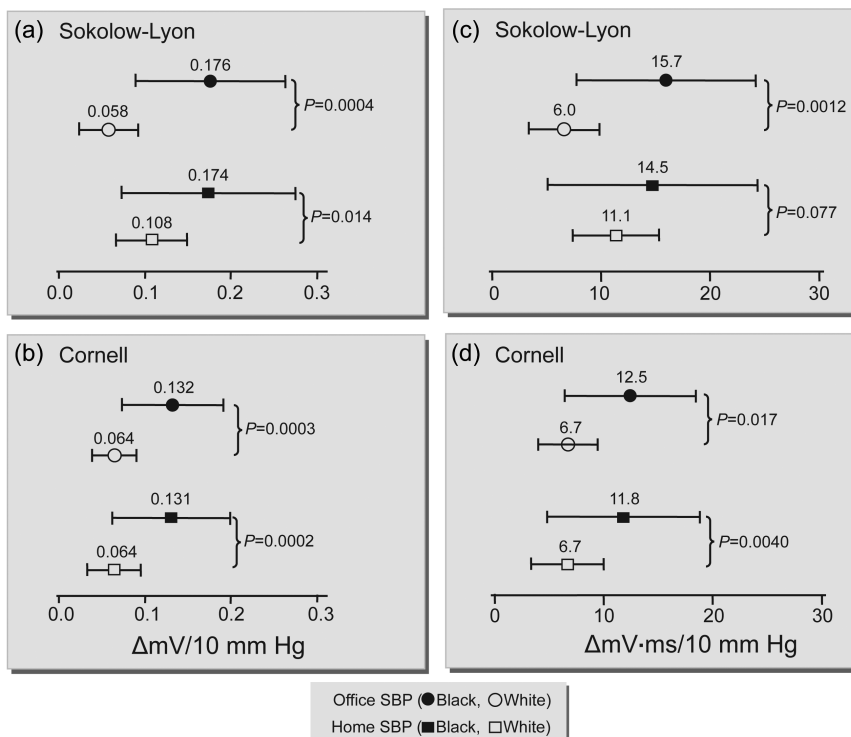 (a) Sokolow-Lyon
0.176
P=0.0004
0.058
0.174
P=0.014
0.108
0.0 0.1 0.2 0.3
(b) Cornell
0.132
P=0.0003
0.064
0.131
P=0.0002
0.064
0.0 0.1 0.2 0.3
ΔmV/10 mm Hg
(c) Sokolow-Lyon
15.7
P=0.0012
6.0
14.5
P=0.077
11.1
0 10 20 30
(d) Cornell
12.5
P=0.017
6.7
11.8
P=0.0040
6.7
0 10 20 30
ΔmV·ms/10 mm Hg
Office SBP (●Black, ○White)
Home SBP (■Black, □White)